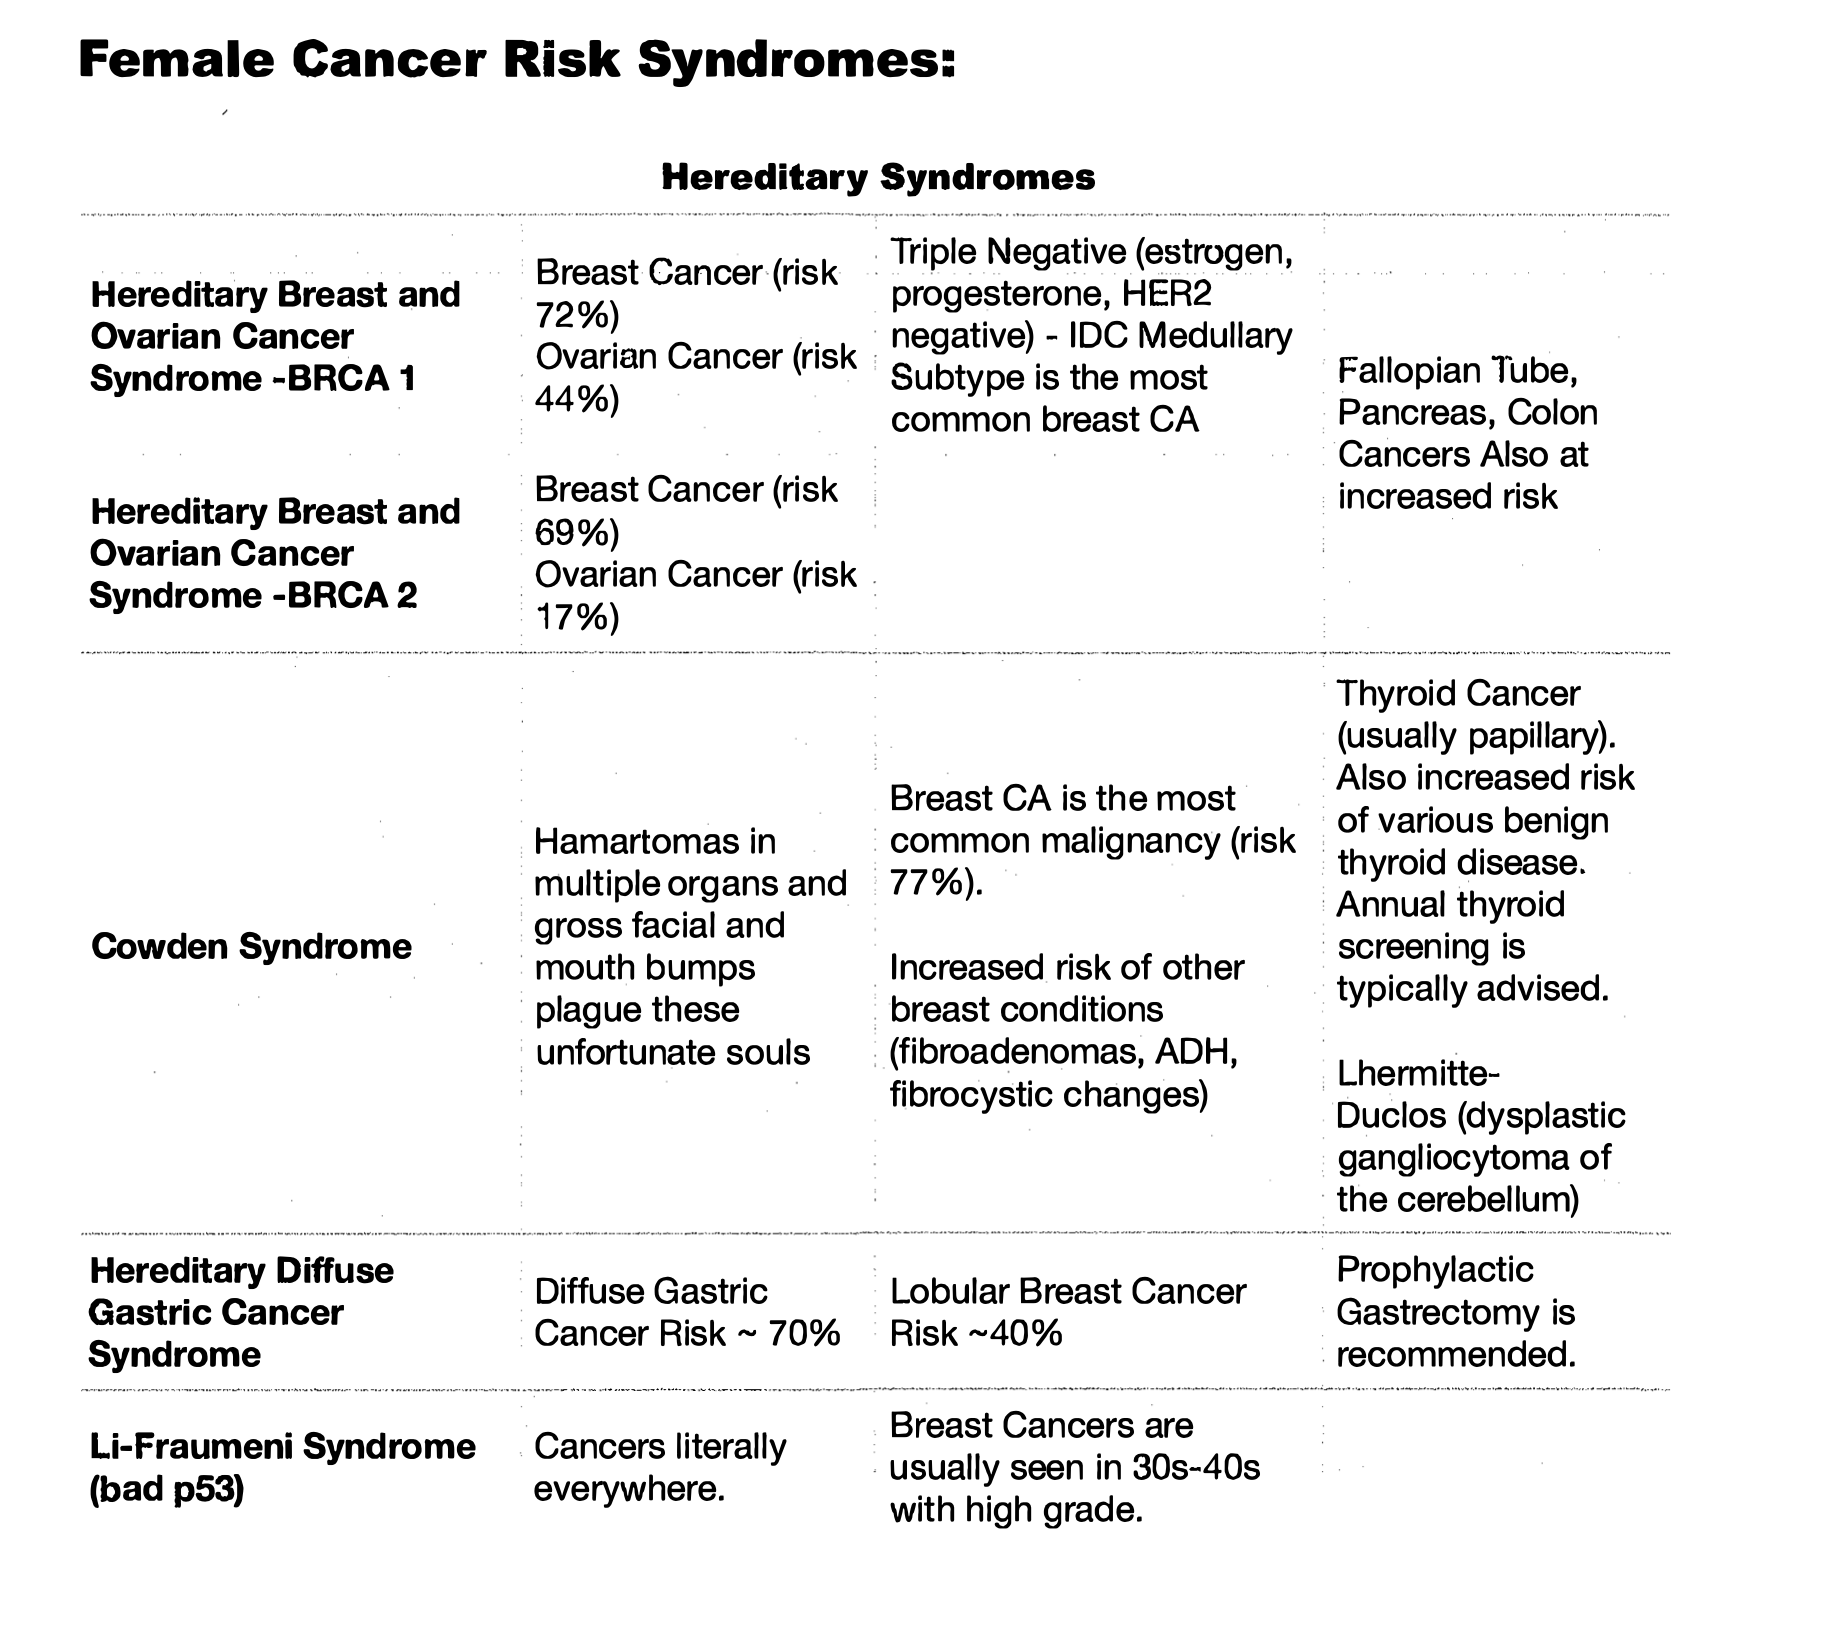 Female Cancer Risk Syndromes:
Hereditary Syndromes
Hereditary Breast and
Ovarian Cancer
Syndrome -BRCA 1
Breast Cancer (risk
72%)
Ovarian Cancer (risk
44%)
Triple Negative (estrogen,
progesterone, HER2
negative) - IDC Medullary
Subtype is the most
common breast CA
Fallopian Tube,
Pancreas, Colon
Cancers Also at
increased risk
Hereditary Breast and
Ovarian Cancer
Syndrome -BRCA 2
Breast Cancer (risk
69%)
Ovarian Cancer (risk
17%)
Cowden Syndrome
Hamartomas in
multiple organs and
gross facial and
mouth bumps
plague these
unfortunate souls
Breast CA is the most
common malignancy (risk
77%).
Increased risk of other
breast conditions
(fibroadenomas, ADH,
fibrocystic changes)
Thyroid Cancer
(usually papillary).
Also increased risk
of various benign
thyroid disease.
Annual thyroid
screening is
typically advised.
Lhermitte-
Duclos (dysplastic
gangliocytoma of
the cerebellum)
Hereditary Diffuse
Gastric Cancer
Syndrome
Diffuse Gastric
Cancer Risk ~ 70%
Lobular Breast Cancer
Risk ~40%
Prophylactic
Gastrectomy is
recommended.
Li-Fraumeni Syndrome
(bad p53)
Cancers literally
everywhere.
Breast Cancers are
usually seen in 30s-40s
with high grade.